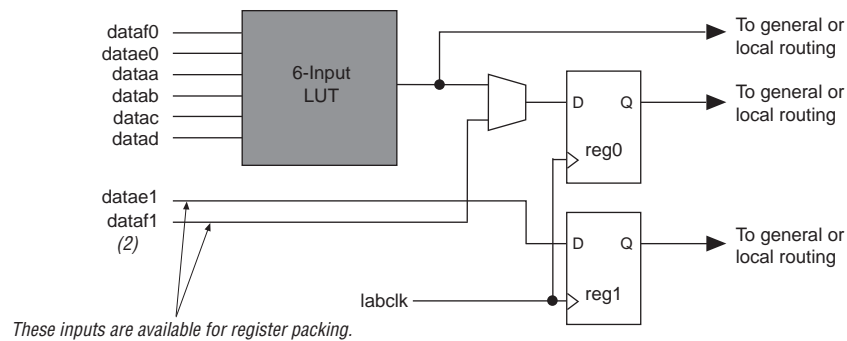 dataf0
datae0
dataa
datab
datac
datad
6-Input
LUT
To general or
local routing
D Q
reg0
To general or
local routing
datae1
dataf1
(2)
D Q
reg1
To general or
local routing
labclk
These inputs are available for register packing.